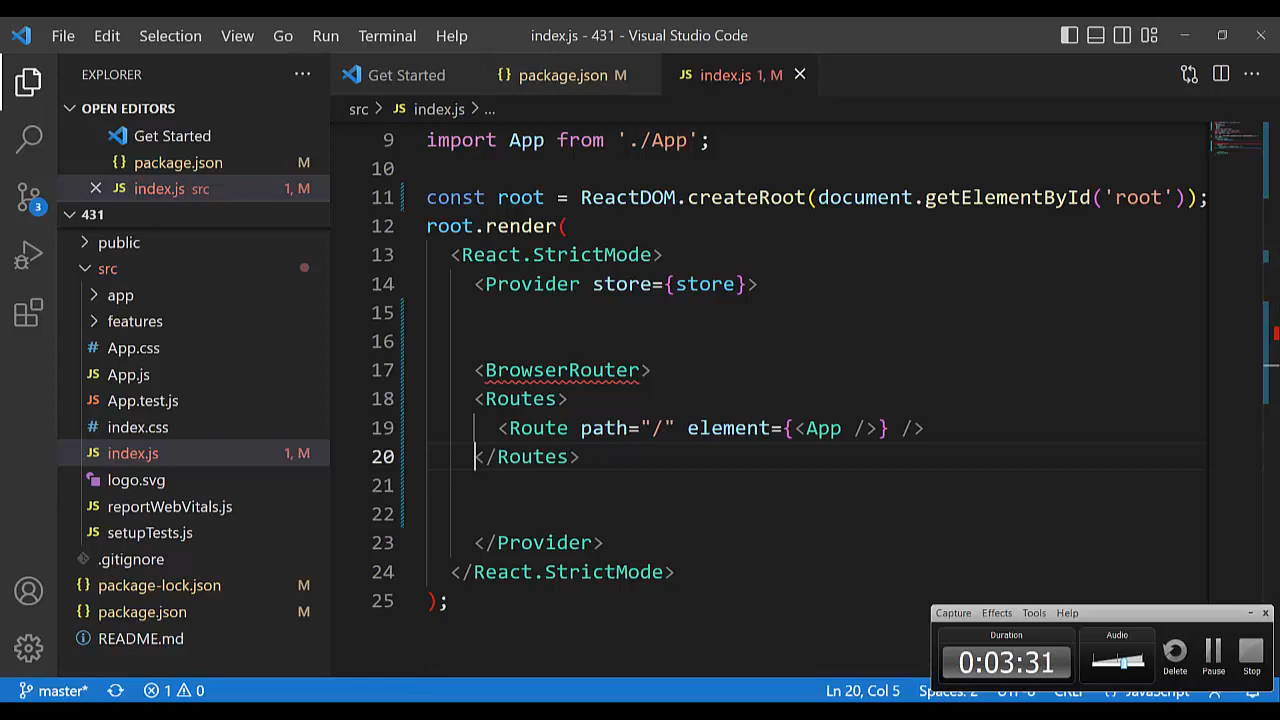 File Edit Selection View Go Run Terminal Help index.js - 431 - Visual Studio Code
EXPLORER
OPEN EDITORS
Get Started
package.json M
index.js src 1, M
431
public
src
app
features
App.css
App.js
App.test.js
index.css
index.js 1, M
logo.svg
reportWebVitals.js
setupTests.js
.gitignore
package-lock.json M
package.json M
README.md
3
Get Started package.json M index.js 1, M
src > index.js > ...
9 import App from './App';
10
11 const root = ReactDOM.createRoot(document.getElementById('root'));
12 root.render(
13 <React.StrictMode>
14 <Provider store={store}>
15
16
17 <BrowserRouter>
18 <Routes>
19 <Route path="/" element={<App />} />
20 </Routes>
21
22
23 </Provider>
24 </React.StrictMode>
25 );
Capture Effects Tools Help
Duration
0:03:31
Audio
Delete Pause Stop
master* 1 0 Ln 20, Col 5